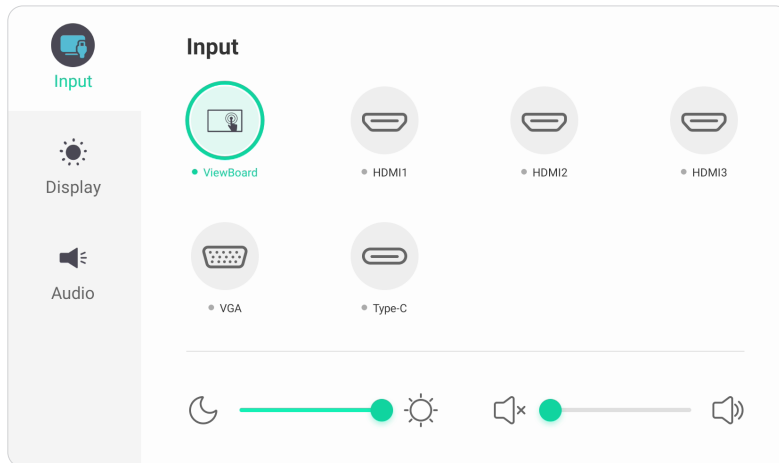 Input
Display
Audio
Input
ViewBoard
HDMI1
HDMI2
HDMI3
VGA
Type-C